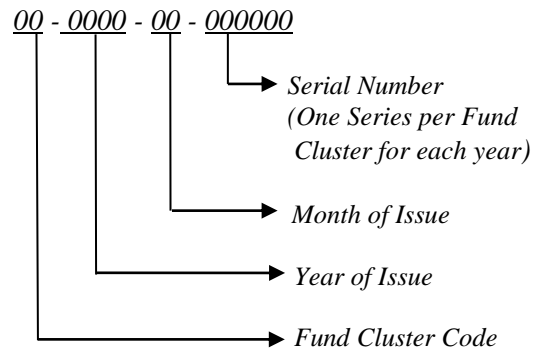 00 - 0000 - 00 - 000000
Serial Number
(One Series per Fund
Cluster for each year)
Month of Issue
Year of Issue
Fund Cluster Code